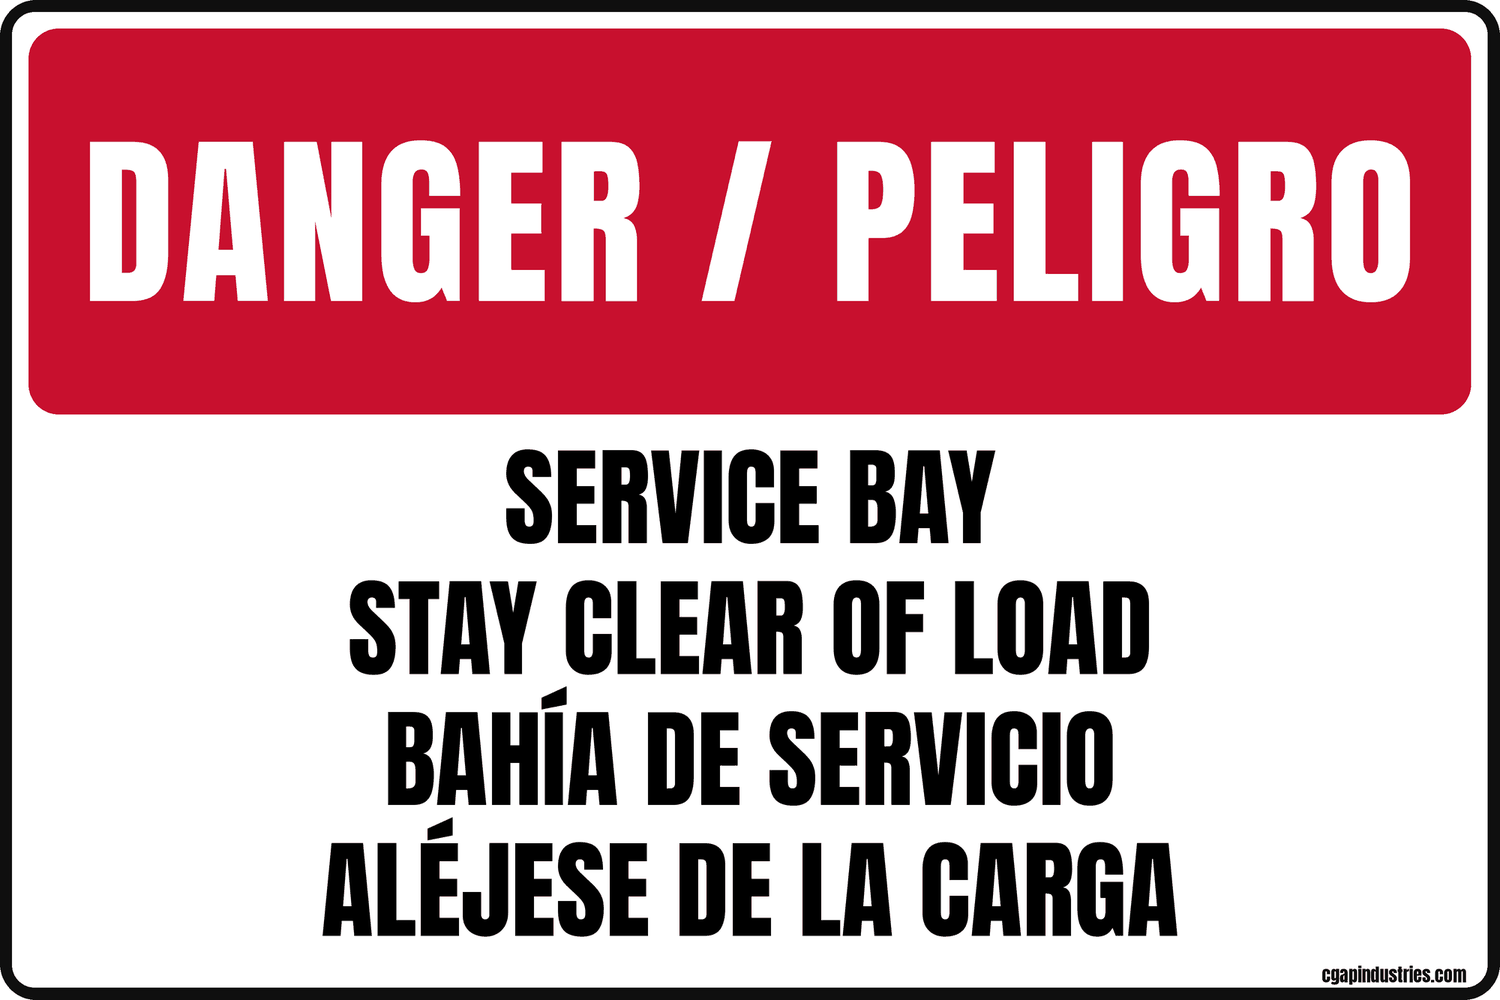 DANGER / PELIGRO
SERVICE BAY
STAY CLEAR OF LOAD
BAHÍA DE SERVICIO
ALÉJESE DE LA CARGA
cgapindustries.com